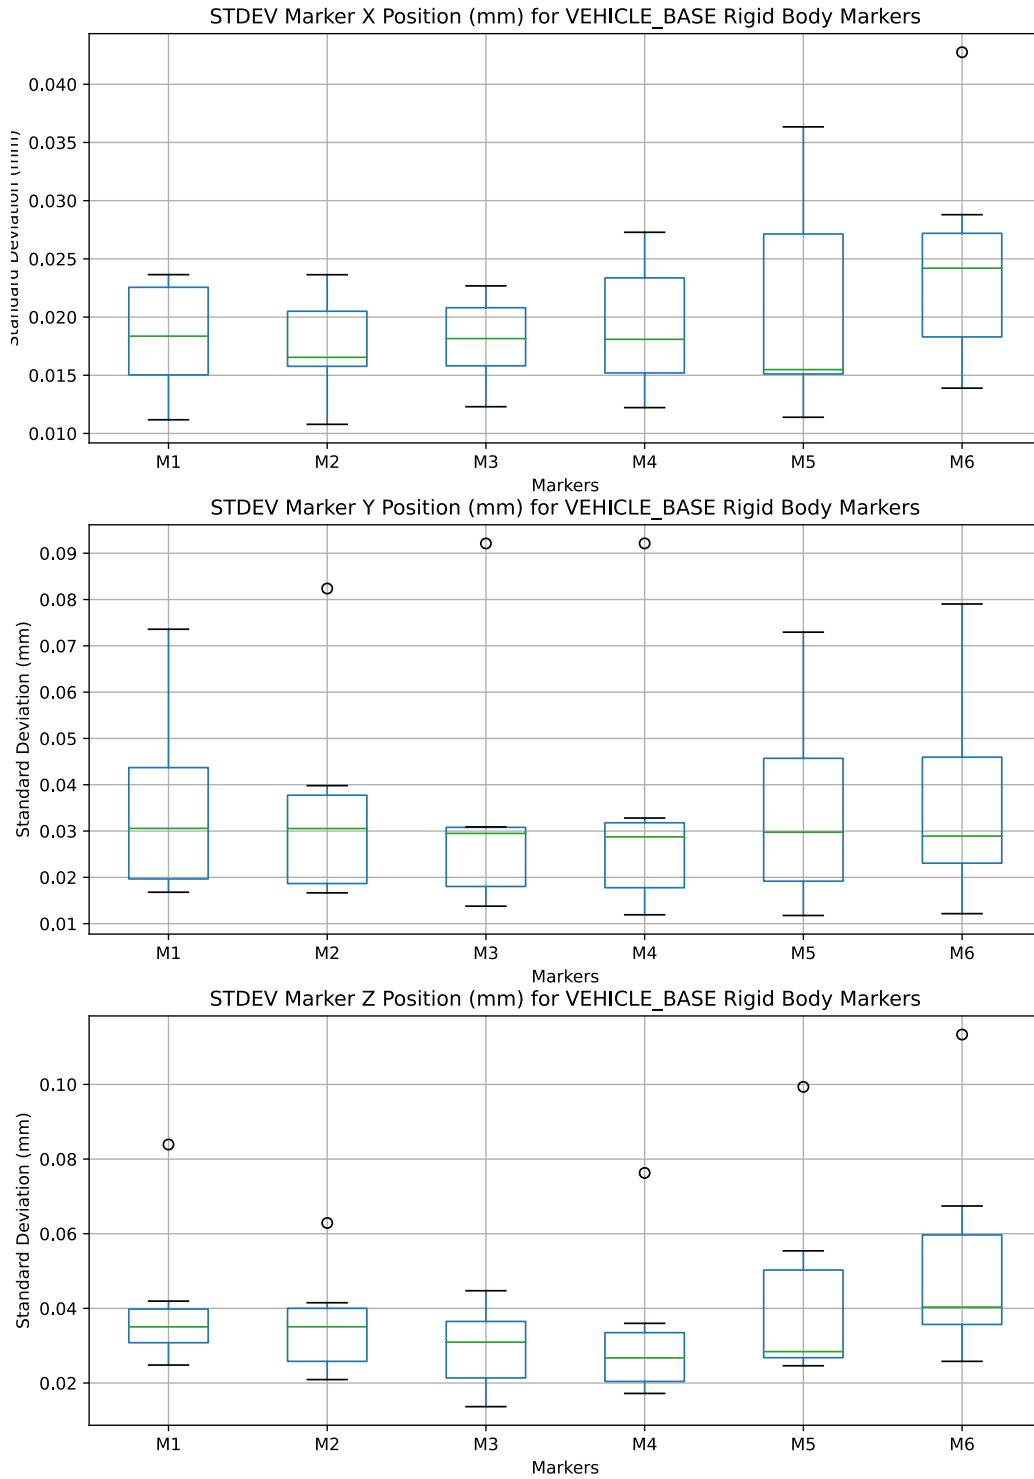 STDEV Marker X Position (mm) for VEHICLE_BASE Rigid Body Markers
Standard Deviation (mm)
0.040
0.035
0.030
0.025
0.020
0.015
0.010
M1 M2 M3 M4 M5 M6
Markers
STDEV Marker Y Position (mm) for VEHICLE_BASE Rigid Body Markers
Standard Deviation (mm)
0.09
0.08
0.07
0.06
0.05
0.04
0.03
0.02
0.01
M1 M2 M3 M4 M5 M6
Markers
STDEV Marker Z Position (mm) for VEHICLE_BASE Rigid Body Markers
Standard Deviation (mm)
0.10
0.08
0.06
0.04
0.02
M1 M2 M3 M4 M5 M6
Markers